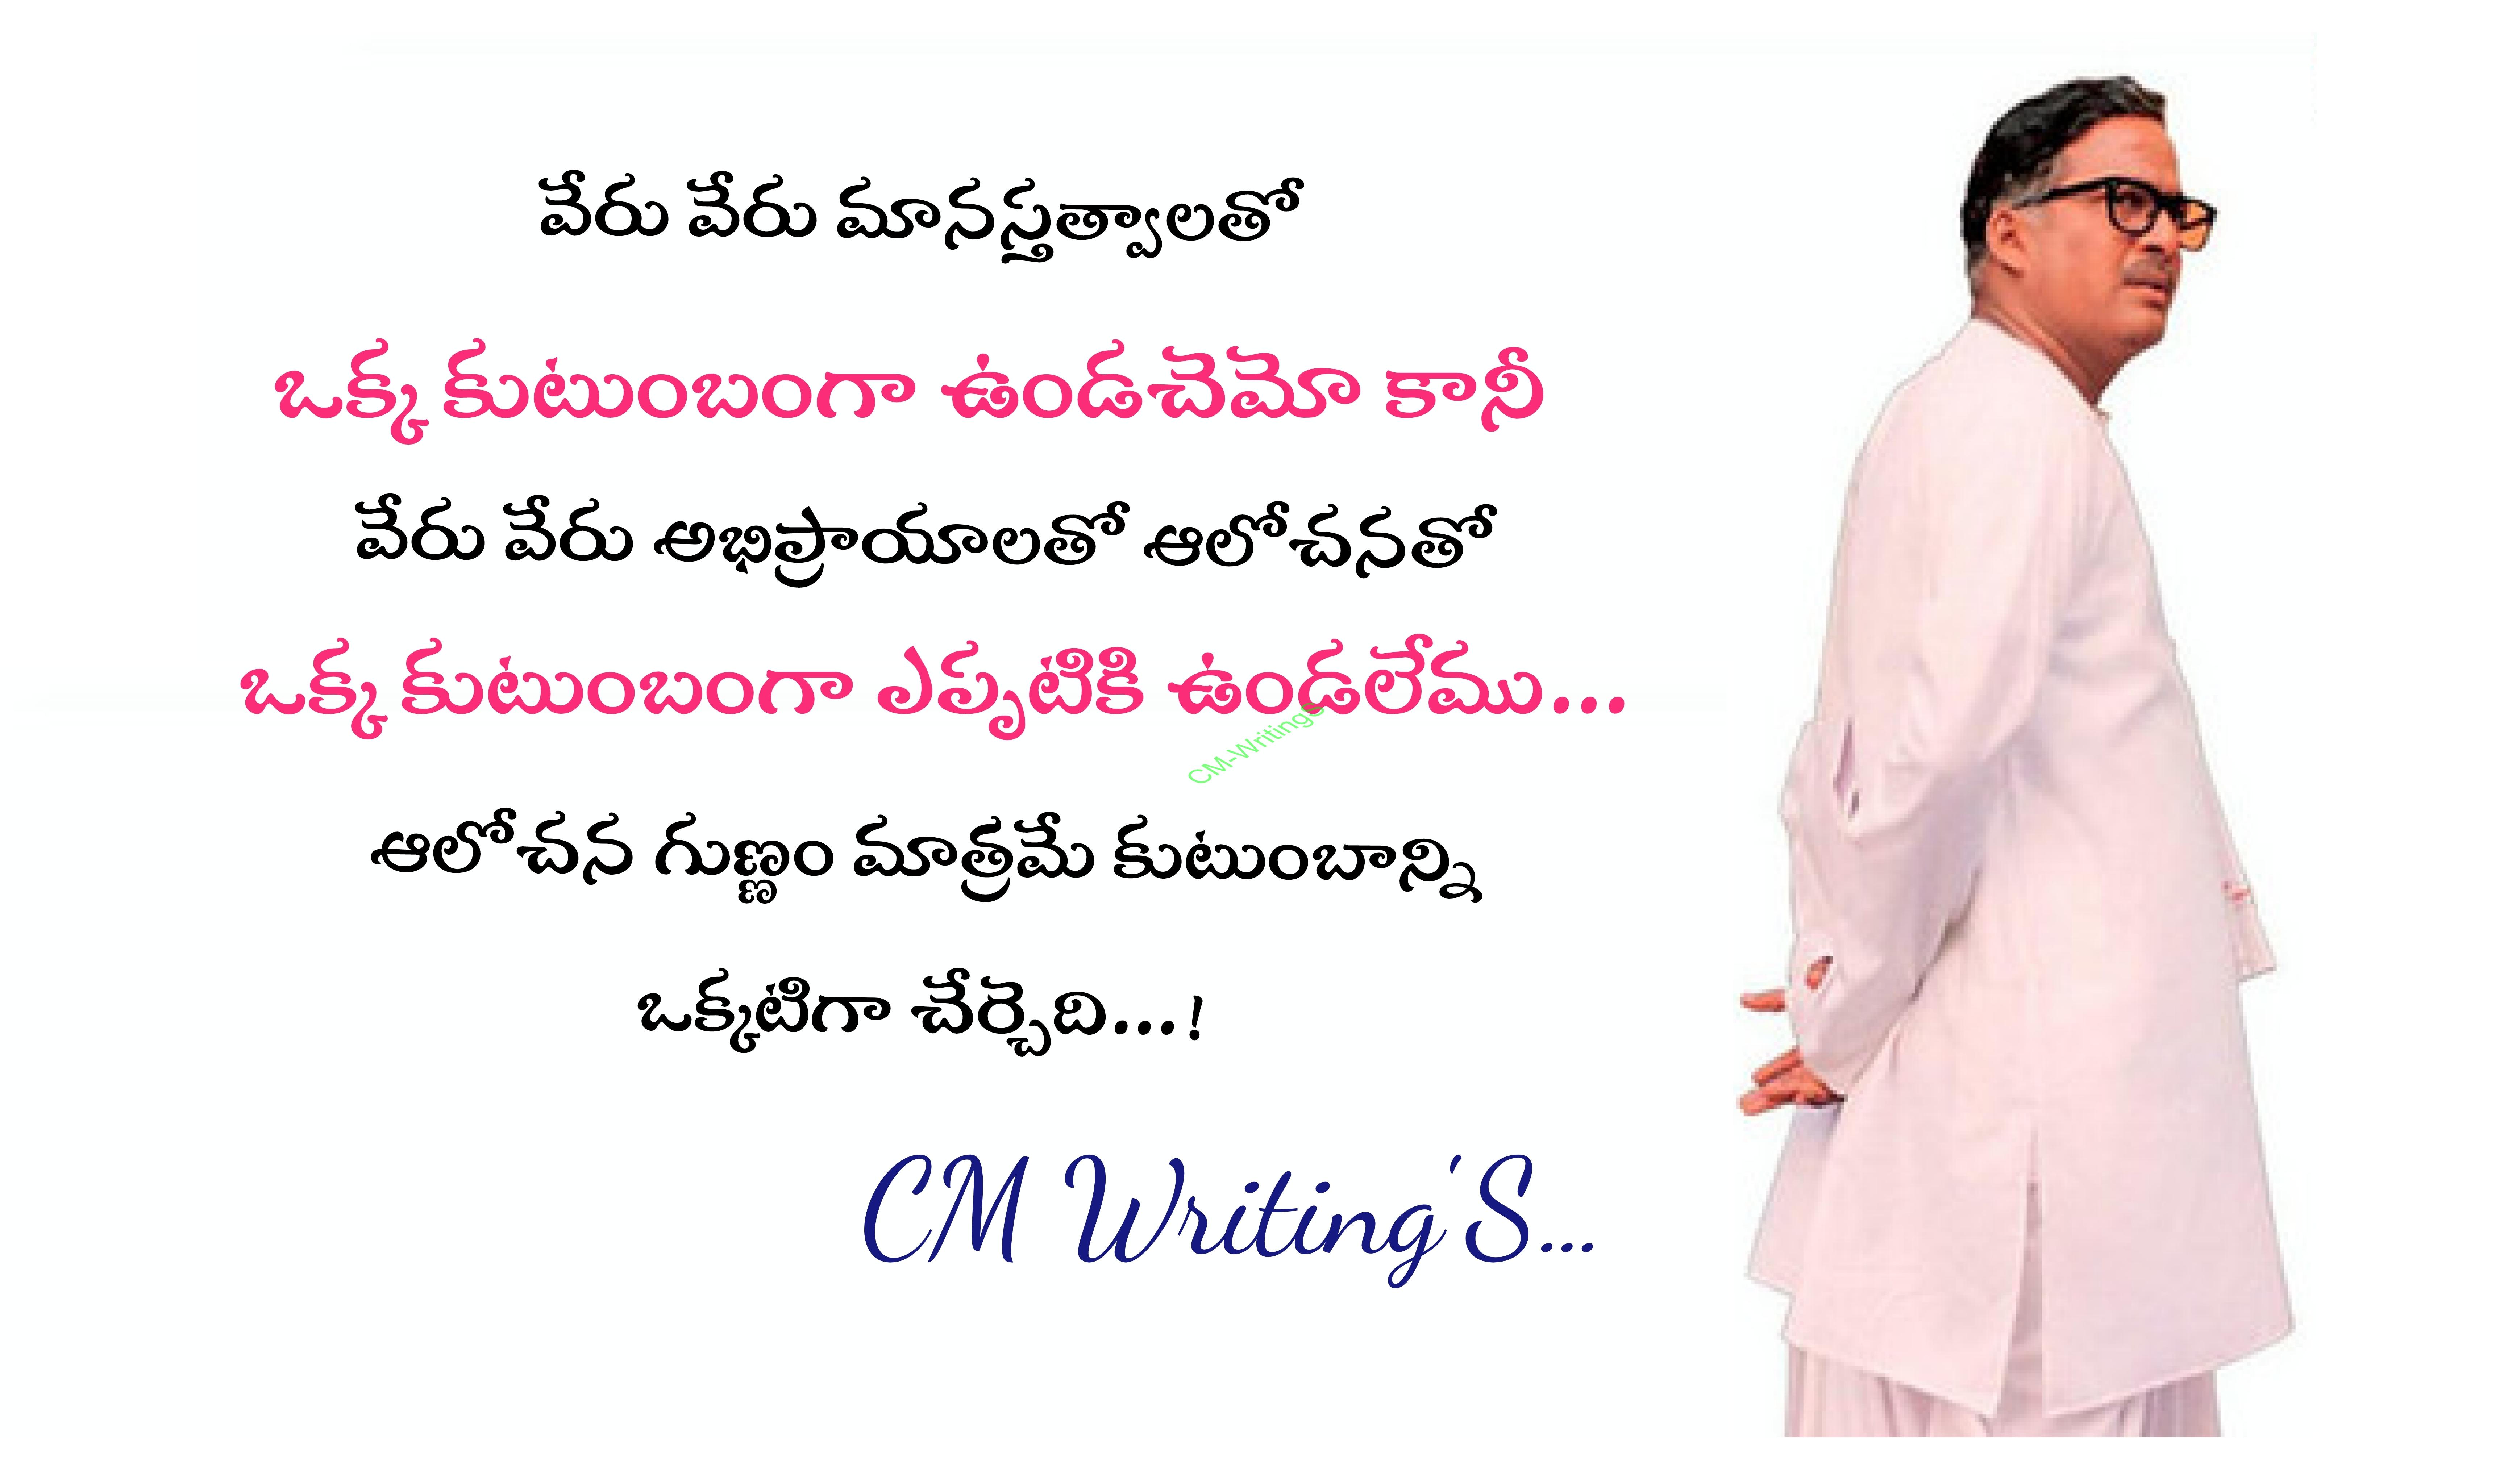 వేరు వేరు మానస్తత్వాలతో
ఒక్క కుటుంబంగా ఉండచెమో కానీ
వేరు వేరు అభిప్రాయాలతో ఆలోచనతో
ఒక్క కుటుంబంగా ఎపృటికి ఉండలేము...
CM-Writings
ఆలోచన గుణ్ణం మాత్రమే కుటుంబాన్ని
ఒక్కటిగా చేర్చెది...!
CM Writing'S...